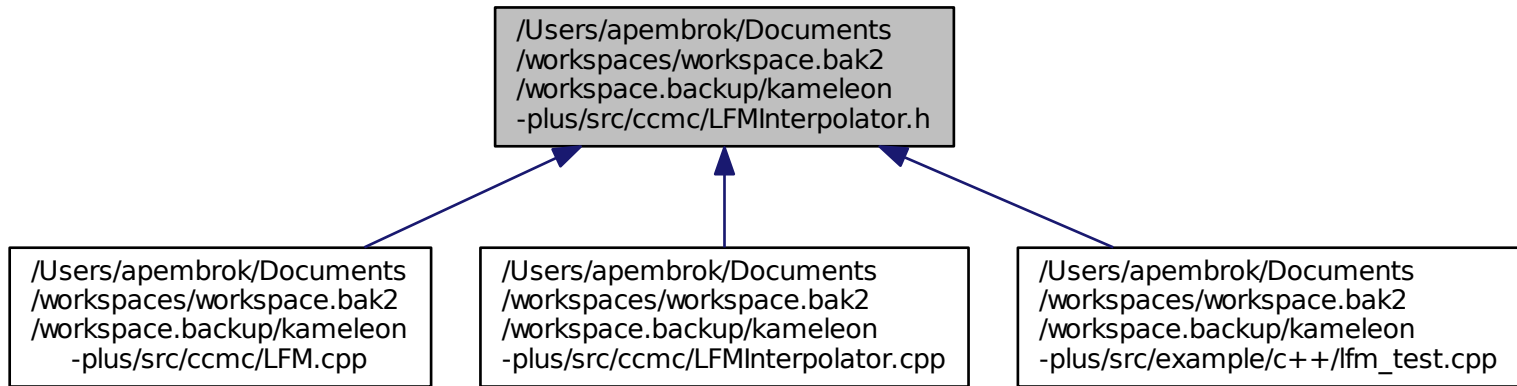 /Users/apembrok/Documents
/workspaces/workspace.bak2
/workspace.backup/kameleon
-plus/src/ccmc/LFMInterpolator.h
/Users/apembrok/Documents
/workspaces/workspace.bak2
/workspace.backup/kameleon
-plus/src/ccmc/LFM.cpp
/Users/apembrok/Documents
/workspaces/workspace.bak2
/workspace.backup/kameleon
-plus/src/ccmc/LFMInterpolator.cpp
/Users/apembrok/Documents
/workspaces/workspace.bak2
/workspace.backup/kameleon
-plus/src/example/c++/lfm_test.cpp